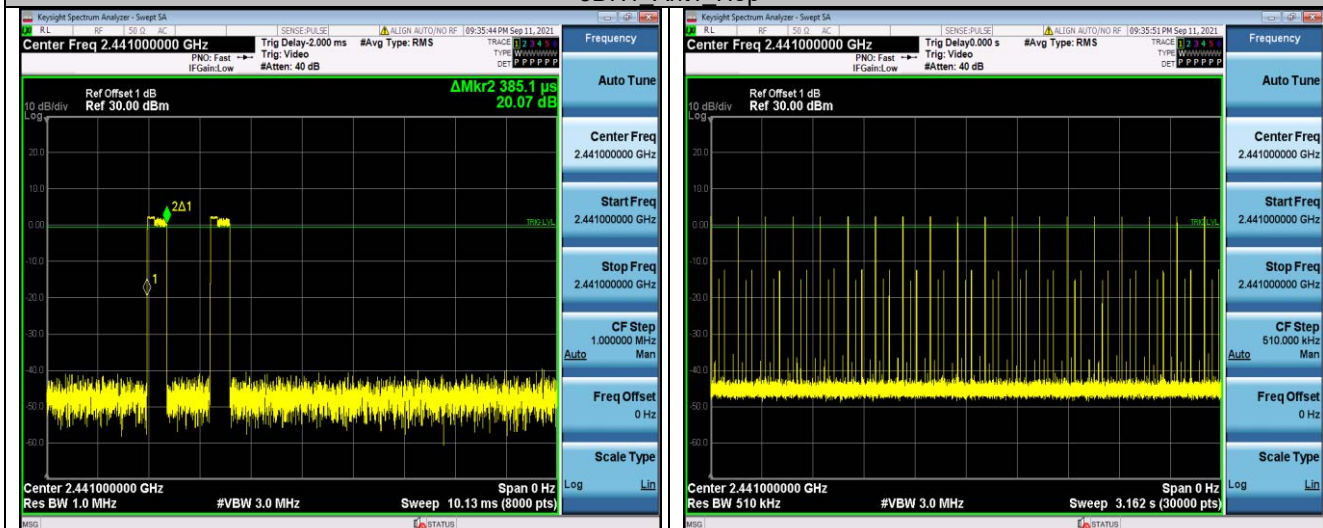 Keysight Spectrum Analyzer - Swept SA
RL RF 50 Ω AC SENSE:PULSE ALIGN AUTO/NO RF 09:35:44 PM Sep 11, 2021
Center Freq 2.441000000 GHz
PNO: Fast
IFGain:Low
Trig Delay-2.000 ms
Trig: Video
#Atten: 40 dB
#Avg Type: RMS
TRACE 1 2 3 4 5 6
TYPE WWWWWW
DET P P P P P P
ΔMkr2 385.1 µs
20.07 dB
Ref Offset 1 dB
10 dB/div Ref 30.00 dBm
Log
20.0
10.0
0.00
-10.0
-20.0
-30.0
-40.0
-50.0
-60.0
2Δ1
1
TRIG LVL
Center 2.441000000 GHz Span 0 Hz
Res BW 1.0 MHz #VBW 3.0 MHz Sweep 10.13 ms (8000 pts)
MSG STATUS
Frequency
Auto Tune
Center Freq
2.441000000 GHz
Start Freq
2.441000000 GHz
Stop Freq
2.441000000 GHz
CF Step
1.000000 MHz
Auto Man
Freq Offset
0 Hz
Scale Type
Log Lin
Keysight Spectrum Analyzer - Swept SA
RL RF 50 Ω AC SENSE:PULSE ALIGN AUTO/NO RF 09:35:51 PM Sep 11, 2021
Center Freq 2.441000000 GHz
PNO: Fast
IFGain:Low
Trig Delay0.000 s
Trig: Video
#Atten: 40 dB
#Avg Type: RMS
TRACE 1 2 3 4 5 6
TYPE WWWWWW
DET P P P P P P
Ref Offset 1 dB
10 dB/div Ref 30.00 dBm
Log
20.0
10.0
0.00
-10.0
-20.0
-30.0
-40.0
-50.0
-60.0
TRIG LVL
Center 2.441000000 GHz Span 0 Hz
Res BW 510 kHz #VBW 3.0 MHz Sweep 3.162 s (30000 pts)
MSG STATUS
Frequency
Auto Tune
Center Freq
2.441000000 GHz
Start Freq
2.441000000 GHz
Stop Freq
2.441000000 GHz
CF Step
510.000 kHz
Auto Man
Freq Offset
0 Hz
Scale Type
Log Lin